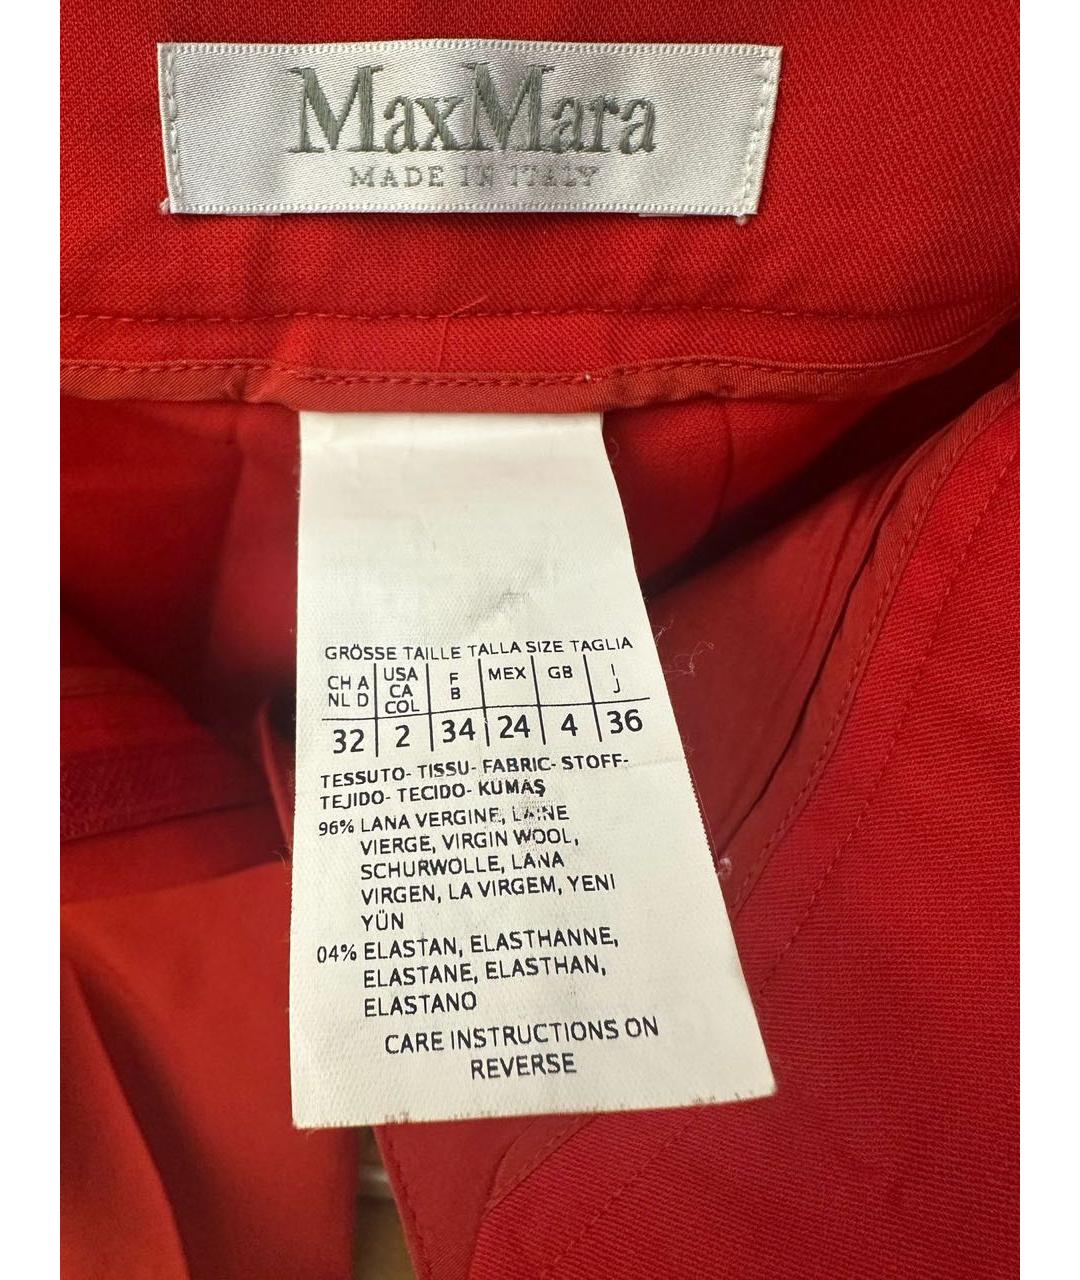 MaxMara
MADE IN ITALY
GRÖSSE TAILLE TALLA SIZE TAGLIA
CH A USA F MEX GB I
NL D CA B J
COL
32 2 34 24 4 36
TESSUTO- TISSU- FABRIC- STOFF-
TEJIDO- TECIDO- KUMAŞ
96% LANA VERGINE, LAINE
VIERGE, VIRGIN WOOL,
SCHURWOLLE, LANA
VIRGEN, LA VIRGEM, YENI
YÜN
04% ELASTAN, ELASTHANNE,
ELASTANE, ELASTHAN,
ELASTANO
CARE INSTRUCTIONS ON
REVERSE